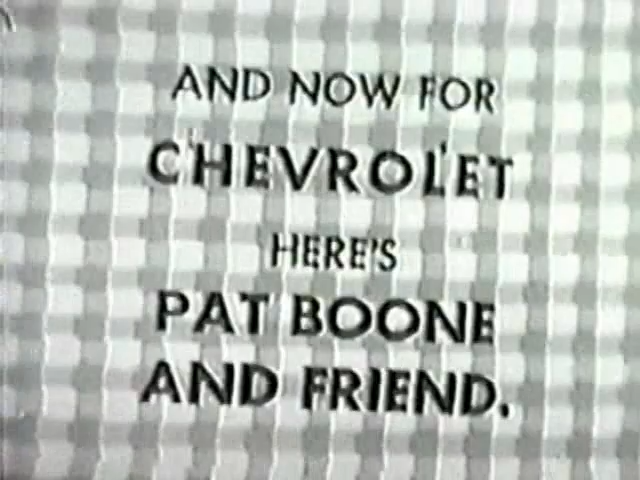 AND NOW FOR
CHEVROLET
HERE'S
PAT BOONE
AND FRIEND.